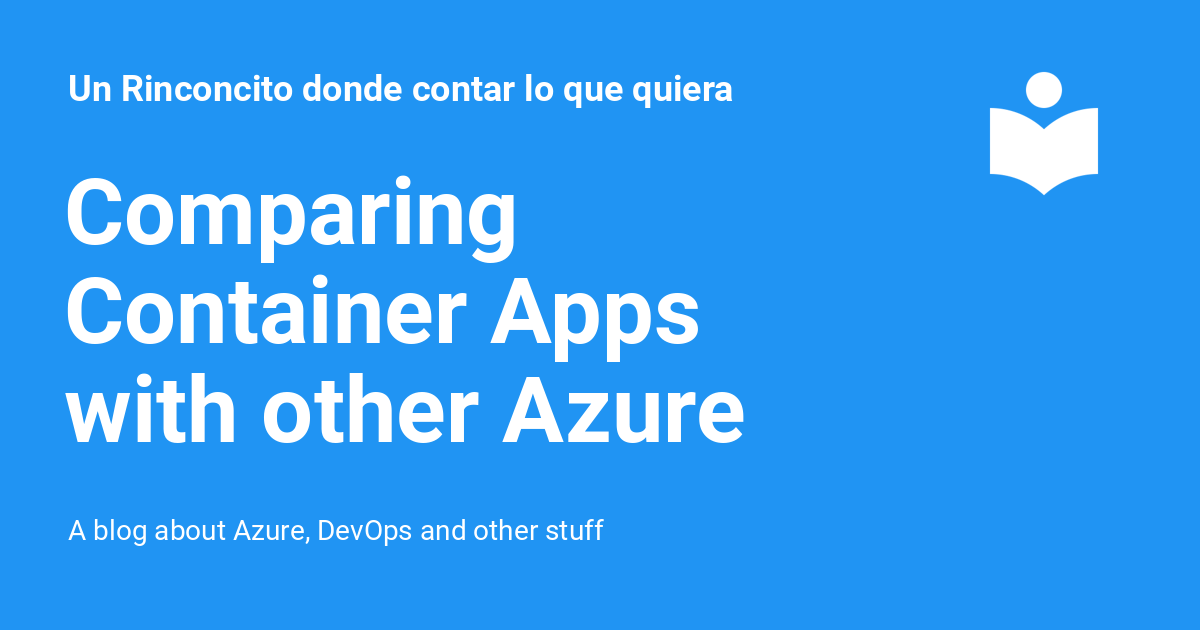 Un Rinconcito donde contar lo que quiera
Comparing
Container Apps
with other Azure
A blog about Azure, DevOps and other stuff